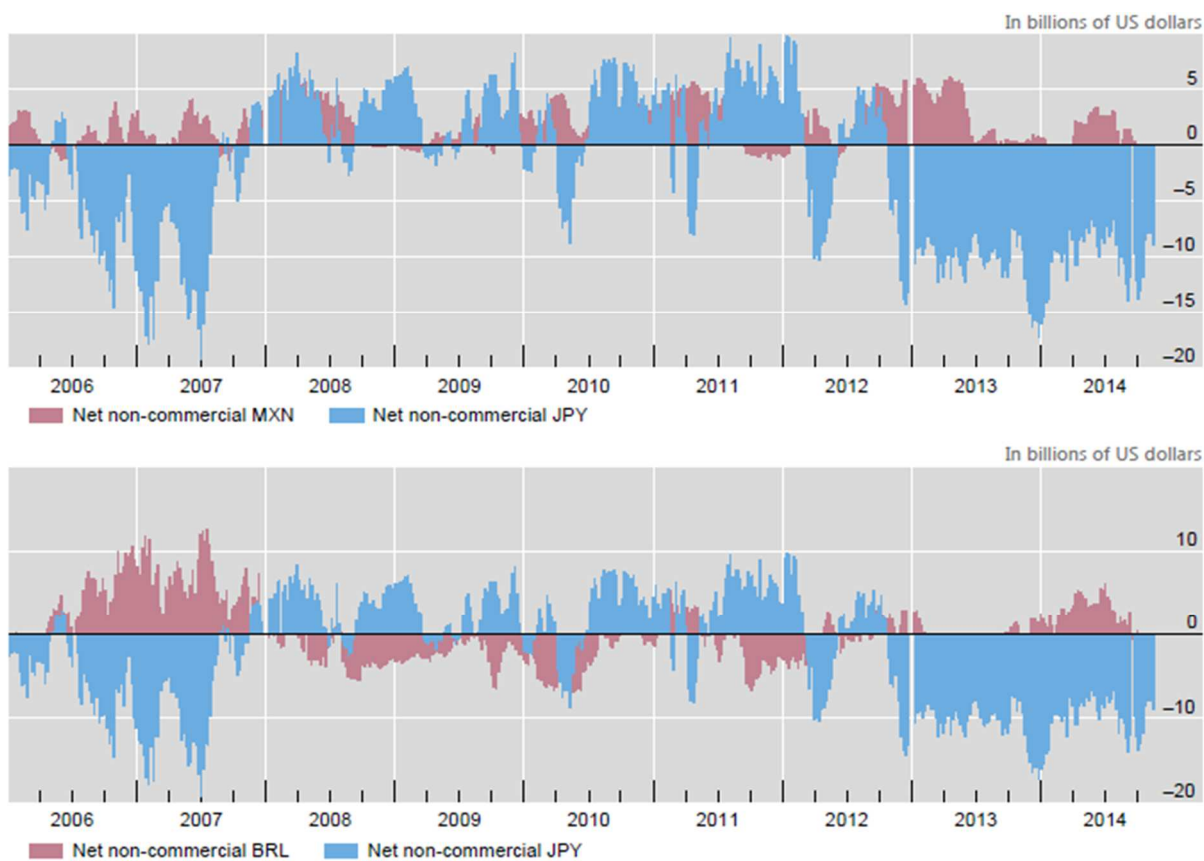 In billions of US dollars
5
0
–5
–10
–15
–20
2006 2007 2008 2009 2010 2011 2012 2013 2014
Net non-commercial MXN Net non-commercial JPY
In billions of US dollars
10
0
–10
–20
2006 2007 2008 2009 2010 2011 2012 2013 2014
Net non-commercial BRL Net non-commercial JPY